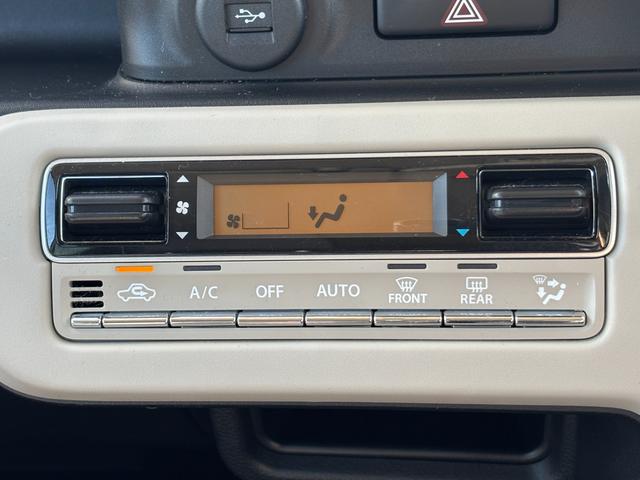 A/C OFF AUTO FRONT REAR